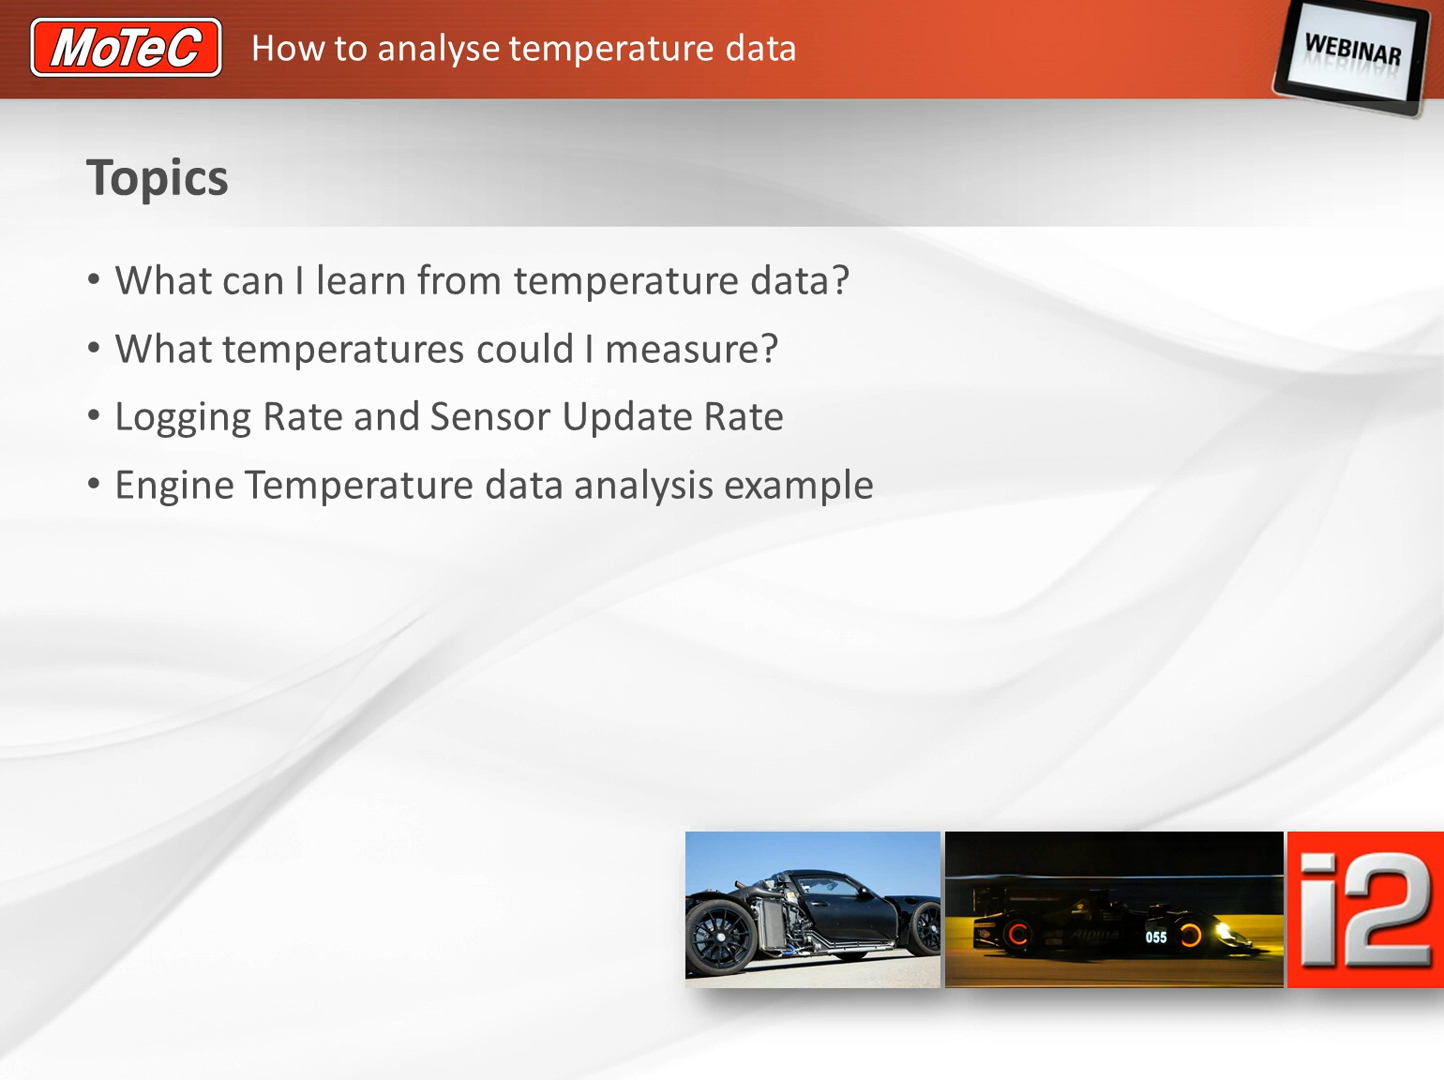 MoTeC
How to analyse temperature data
WEBINAR
Topics
• What can I learn from temperature data?
• What temperatures could I measure?
• Logging Rate and Sensor Update Rate
• Engine Temperature data analysis example
055
i2